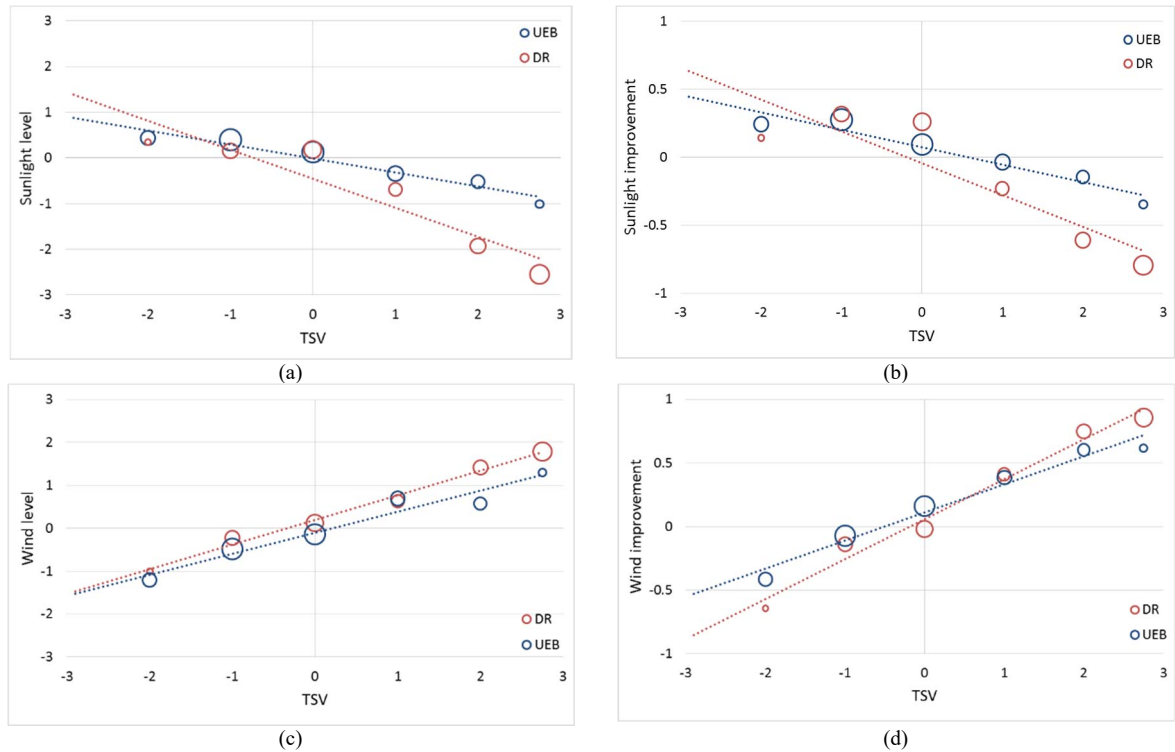 3
2
1
0
-1
-2
-3
Sunlight level
-3 -2 -1 0 1 2 3
TSV
UEB
DR
(a)
1
0.5
0
-0.5
-1
Sunlight improvement
-3 -2 -1 0 1 2 3
TSV
UEB
DR
(b)
3
2
1
0
-1
-2
-3
Wind level
-3 -2 -1 0 1 2 3
TSV
DR
UEB
(c)
1
0.5
0
-0.5
-1
Wind improvement
-3 -2 -1 0 1 2 3
TSV
DR
UEB
(d)